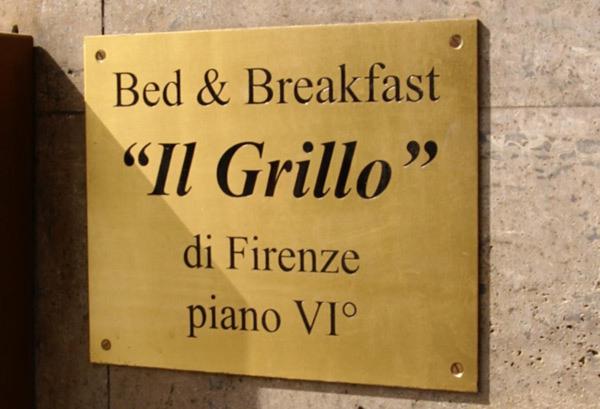 Bed & Breakfast
“Il Grillo”
di Firenze
piano VI°